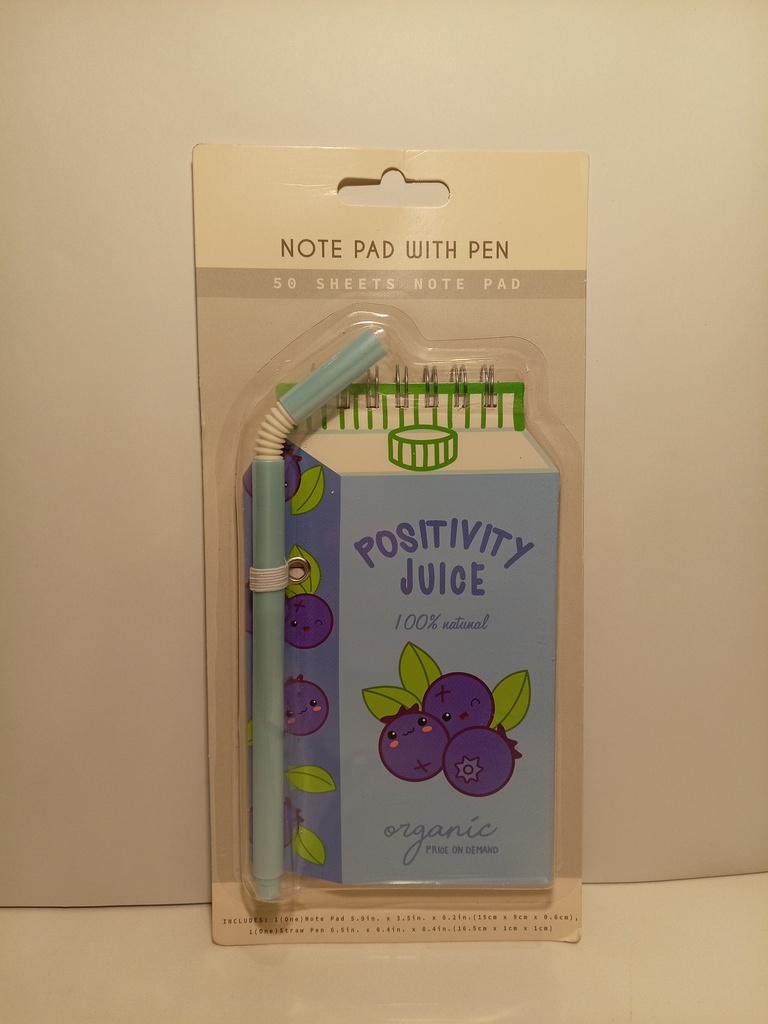 NOTE PAD WITH PEN
50 SHEETS NOTE PAD
POSITIVITY
JUICE
100% natural
organic
PRIDE ON DEMAND
INCLUDES: 1(One)Note Pad 5.9in. x 3.5in. x 0.2in.(15cm x 9cm x 0.6cm),
1(One)Straw Pen 6.5in. x 0.4in. x 0.4in.(16.5cm x 1cm x 1cm)